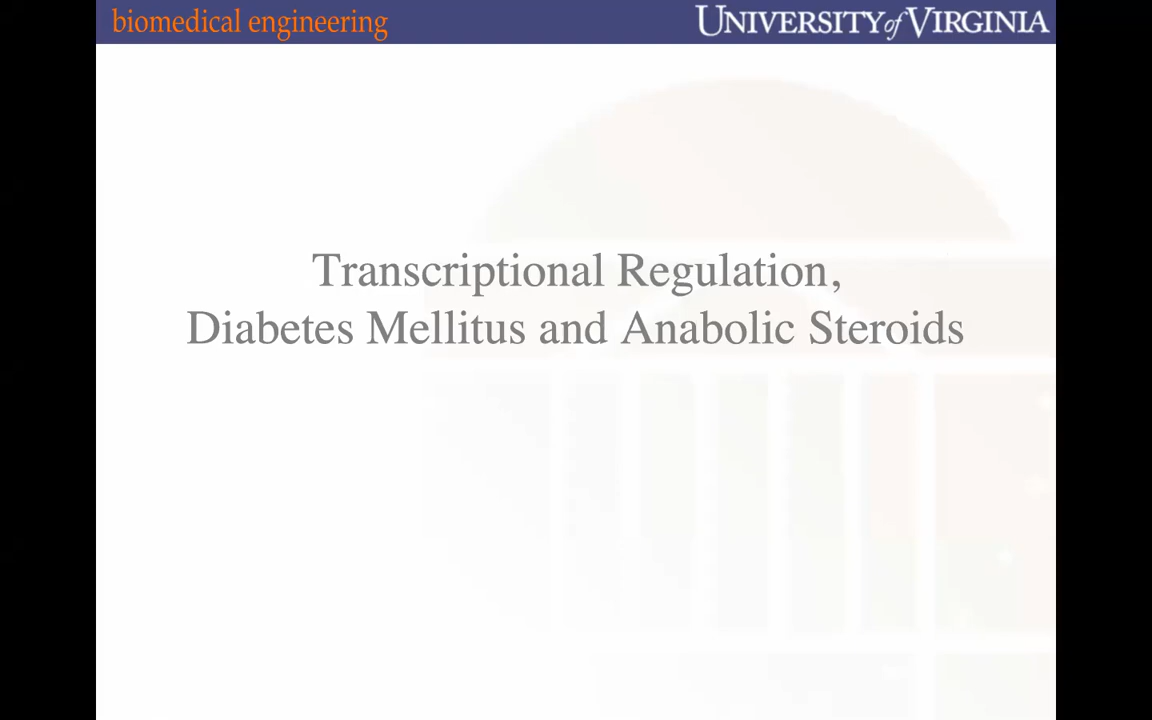 biomedical engineering
UNIVERSITY of VIRGINIA
Transcriptional Regulation,
Diabetes Mellitus and Anabolic Steroids